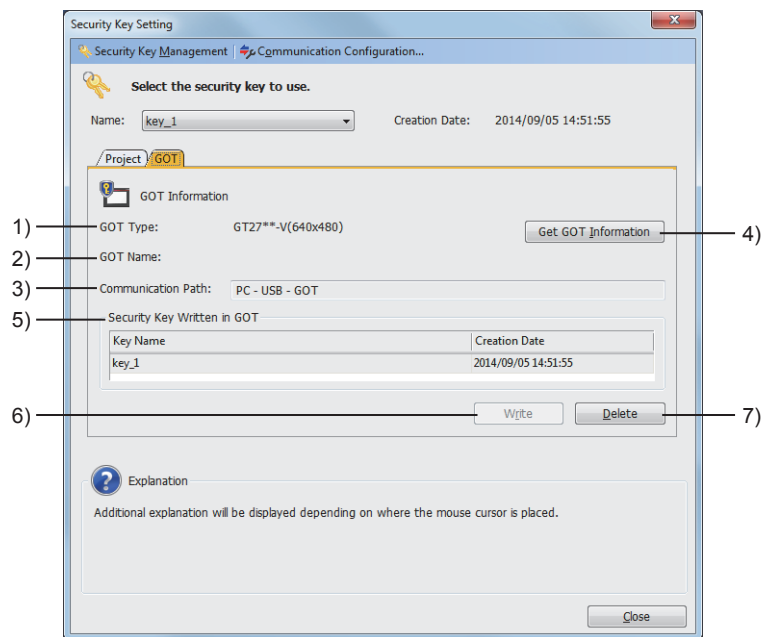 Security Key Setting
Security Key Management Communication Configuration...
Select the security key to use.
Name: key_1 Creation Date: 2014/09/05 14:51:55
Project GOT
GOT Information
1) GOT Type: GT27**-V(640x480) Get GOT Information 4)
2) GOT Name:
3) Communication Path: PC - USB - GOT
5) Security Key Written in GOT
Key Name Creation Date
key_1 2014/09/05 14:51:55
6) Write Delete 7)
Explanation
Additional explanation will be displayed depending on where the mouse cursor is placed.
Close